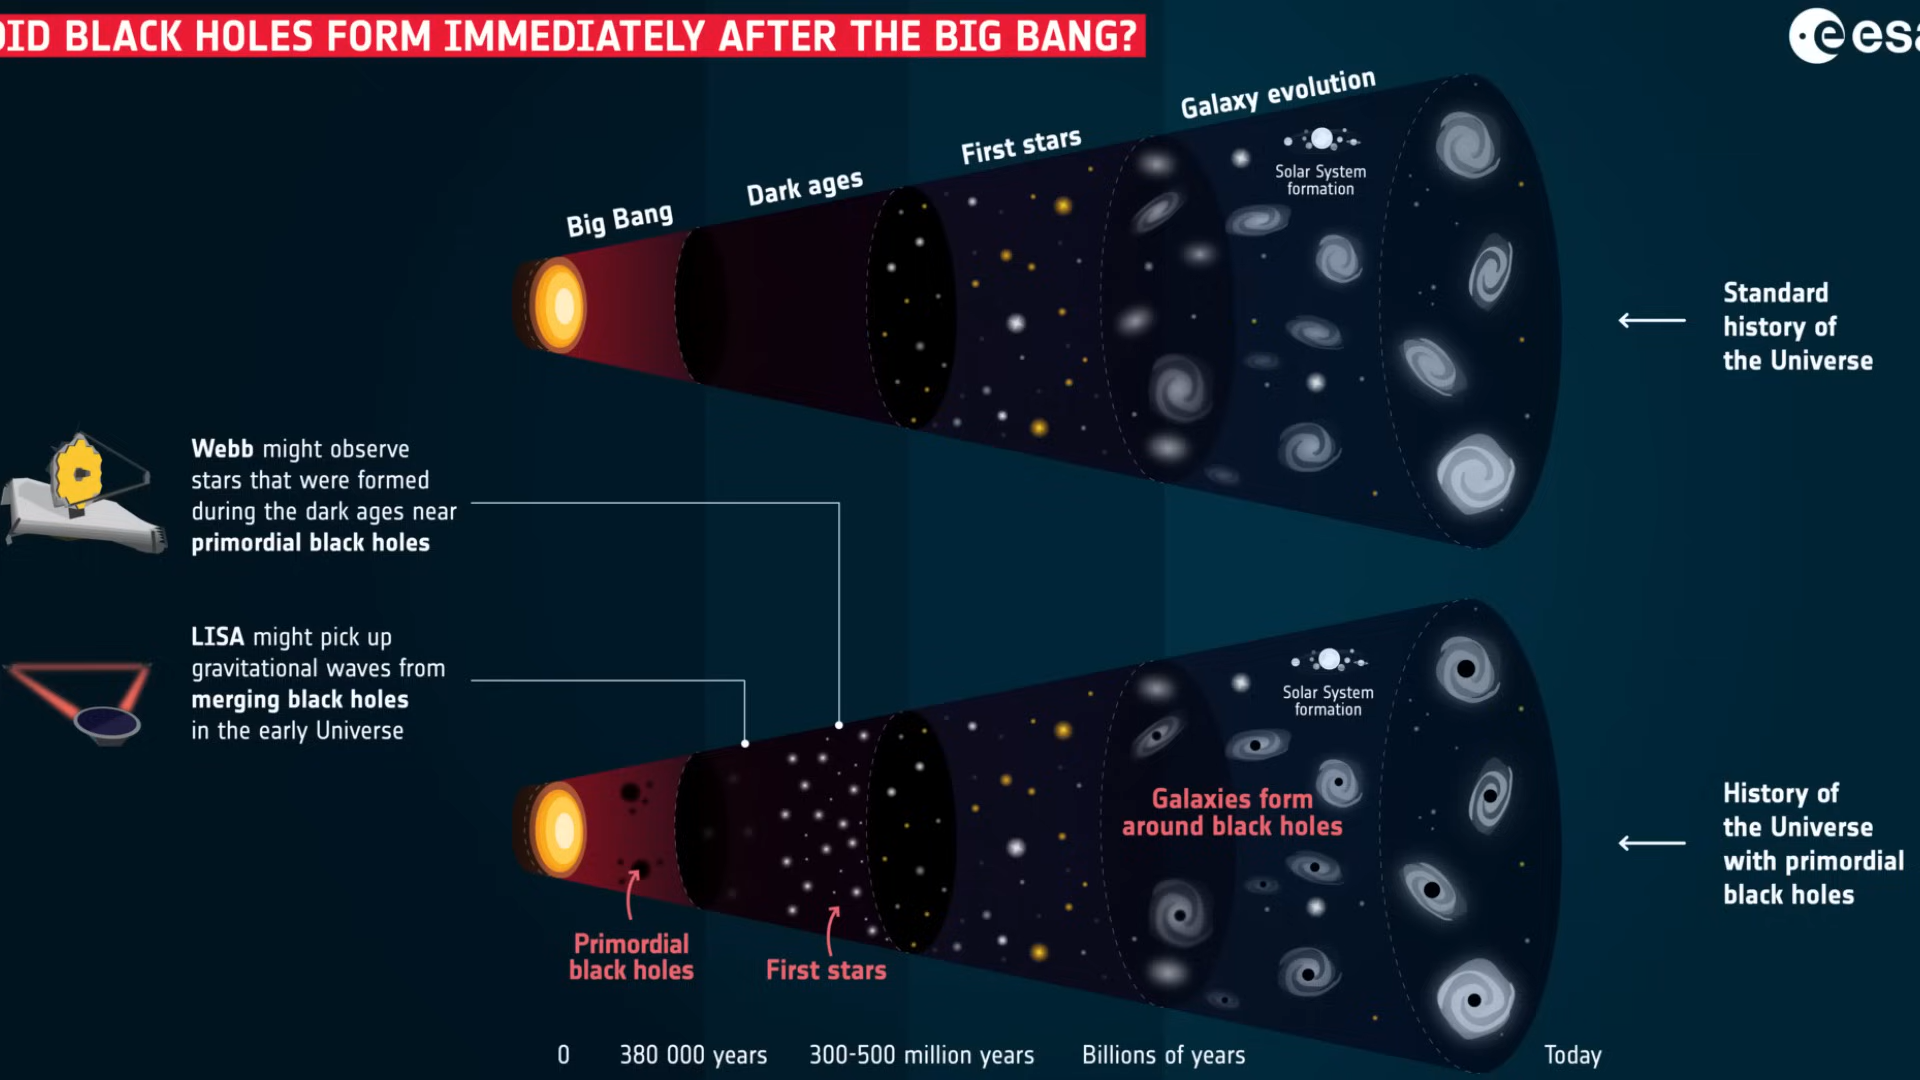 DID BLACK HOLES FORM IMMEDIATELY AFTER THE BIG BANG?
esa
Big Bang
Dark ages
First stars
Galaxy evolution
Solar System
formation
Standard
history of
the Universe
Webb might observe
stars that were formed
during the dark ages near
primordial black holes
LISA might pick up
gravitational waves from
merging black holes
in the early Universe
Solar System
formation
Galaxies form
around black holes
History of
the Universe
with primordial
black holes
Primordial
black holes
First stars
0
380 000 years
300-500 million years
Billions of years
Today